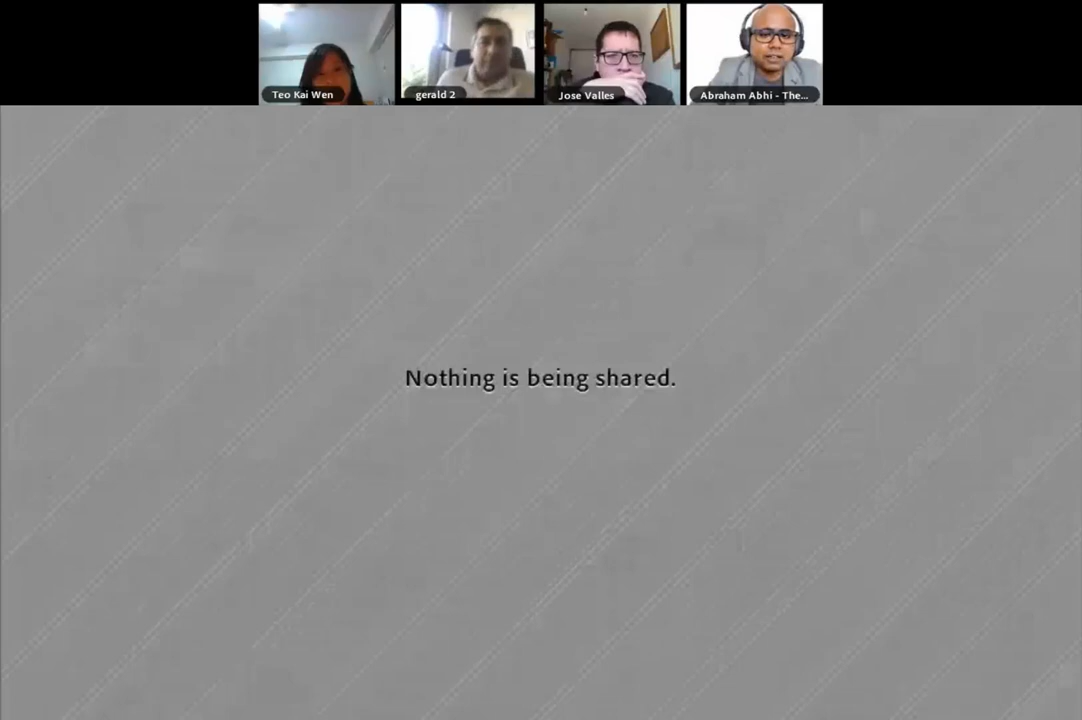 Teo Kai Wen
gerald 2
Jose Valles
Abraham Abhi - The...
Nothing is being shared.